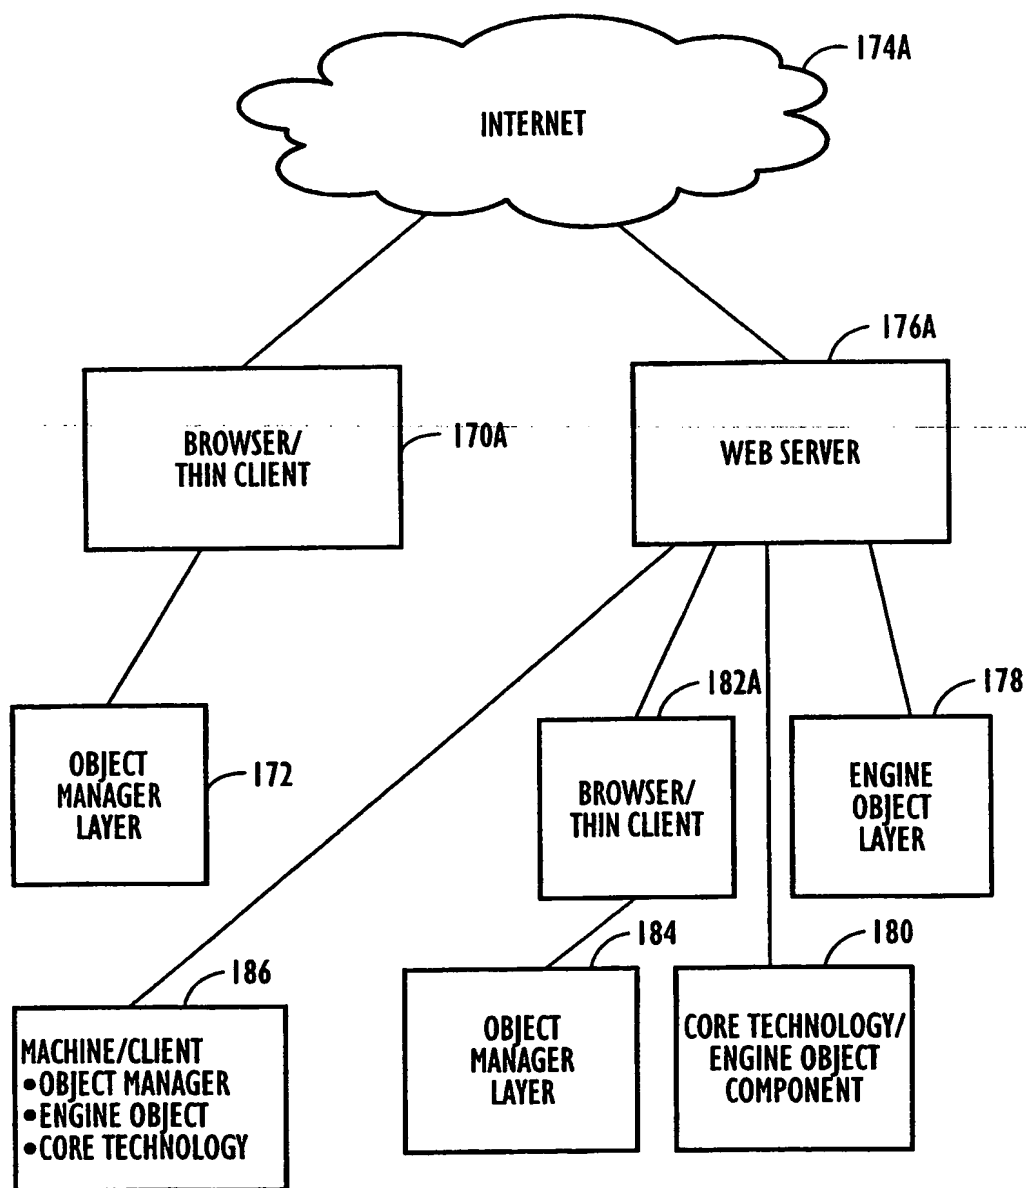 174A
INTERNET
176A
BROWSER/
THIN CLIENT
170A
WEB SERVER
182A
178
OBJECT
MANAGER
LAYER
172
BROWSER/
THIN CLIENT
ENGINE
OBJECT
LAYER
184
180
186
MACHINE/CLIENT
•OBJECT MANAGER
•ENGINE OBJECT
•CORE TECHNOLOGY
OBJECT
MANAGER
LAYER
CORE TECHNOLOGY/
ENGINE OBJECT
COMPONENT